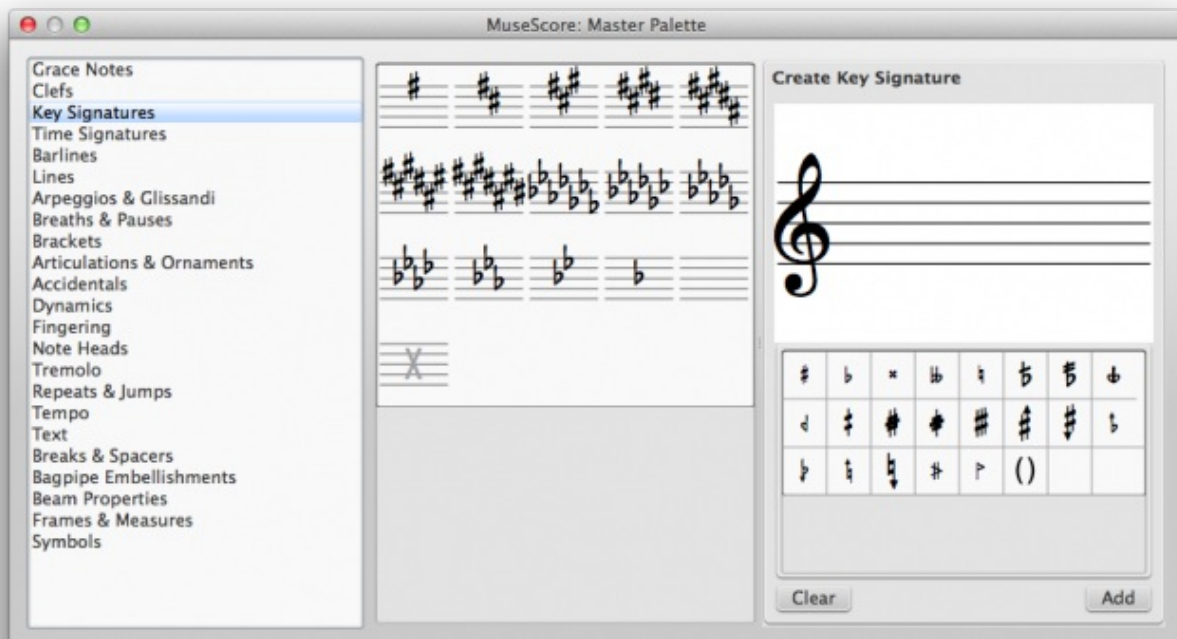 MuseScore: Master Palette
Grace Notes
Clefs
Key Signatures
Time Signatures
Barlines
Lines
Arpeggios & Glissandi
Breaths & Pauses
Brackets
Articulations & Ornaments
Accidentals
Dynamics
Fingering
Note Heads
Tremolo
Repeats & Jumps
Tempo
Text
Breaks & Spacers
Bagpipe Embellishments
Beam Properties
Frames & Measures
Symbols
Create Key Signature
Clear
Add